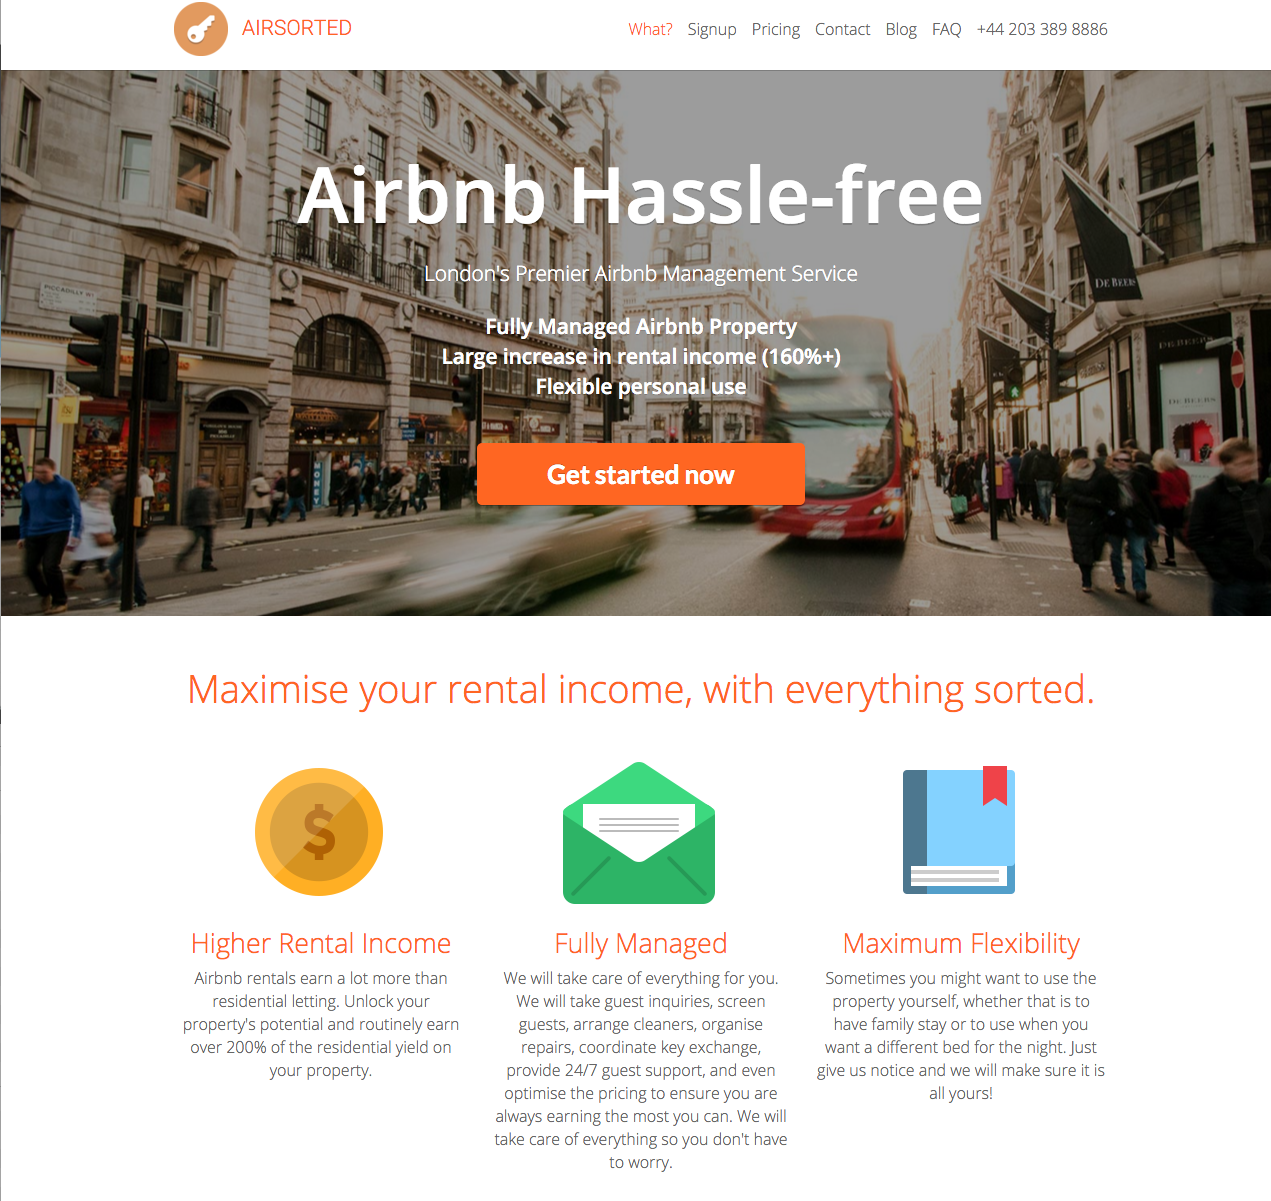 AIRSORTED
What? Signup Pricing Contact Blog FAQ +44 203 389 8886
Airbnb Hassle-free
London's Premier Airbnb Management Service
Fully Managed Airbnb Property
Large increase in rental income (160%+)
Flexible personal use
Get started now
PICCADILLY
DE BEERS
DE BEERS
DE BEERS
MONEY
Maximise your rental income, with everything sorted.
$
Higher Rental Income
Airbnb rentals earn a lot more than
residential letting. Unlock your
property's potential and routinely earn
over 200% of the residential yield on
your property.
Fully Managed
We will take care of everything for you.
We will take guest inquiries, screen
guests, arrange cleaners, organise
repairs, coordinate key exchange,
provide 24/7 guest support, and even
optimise the pricing to ensure you are
always earning the most you can. We will
take care of everything so you don't have
to worry.
Maximum Flexibility
Sometimes you might want to use the
property yourself, whether that is to
have family stay or to use when you
want a different bed for the night. Just
give us notice and we will make sure it is
all yours!